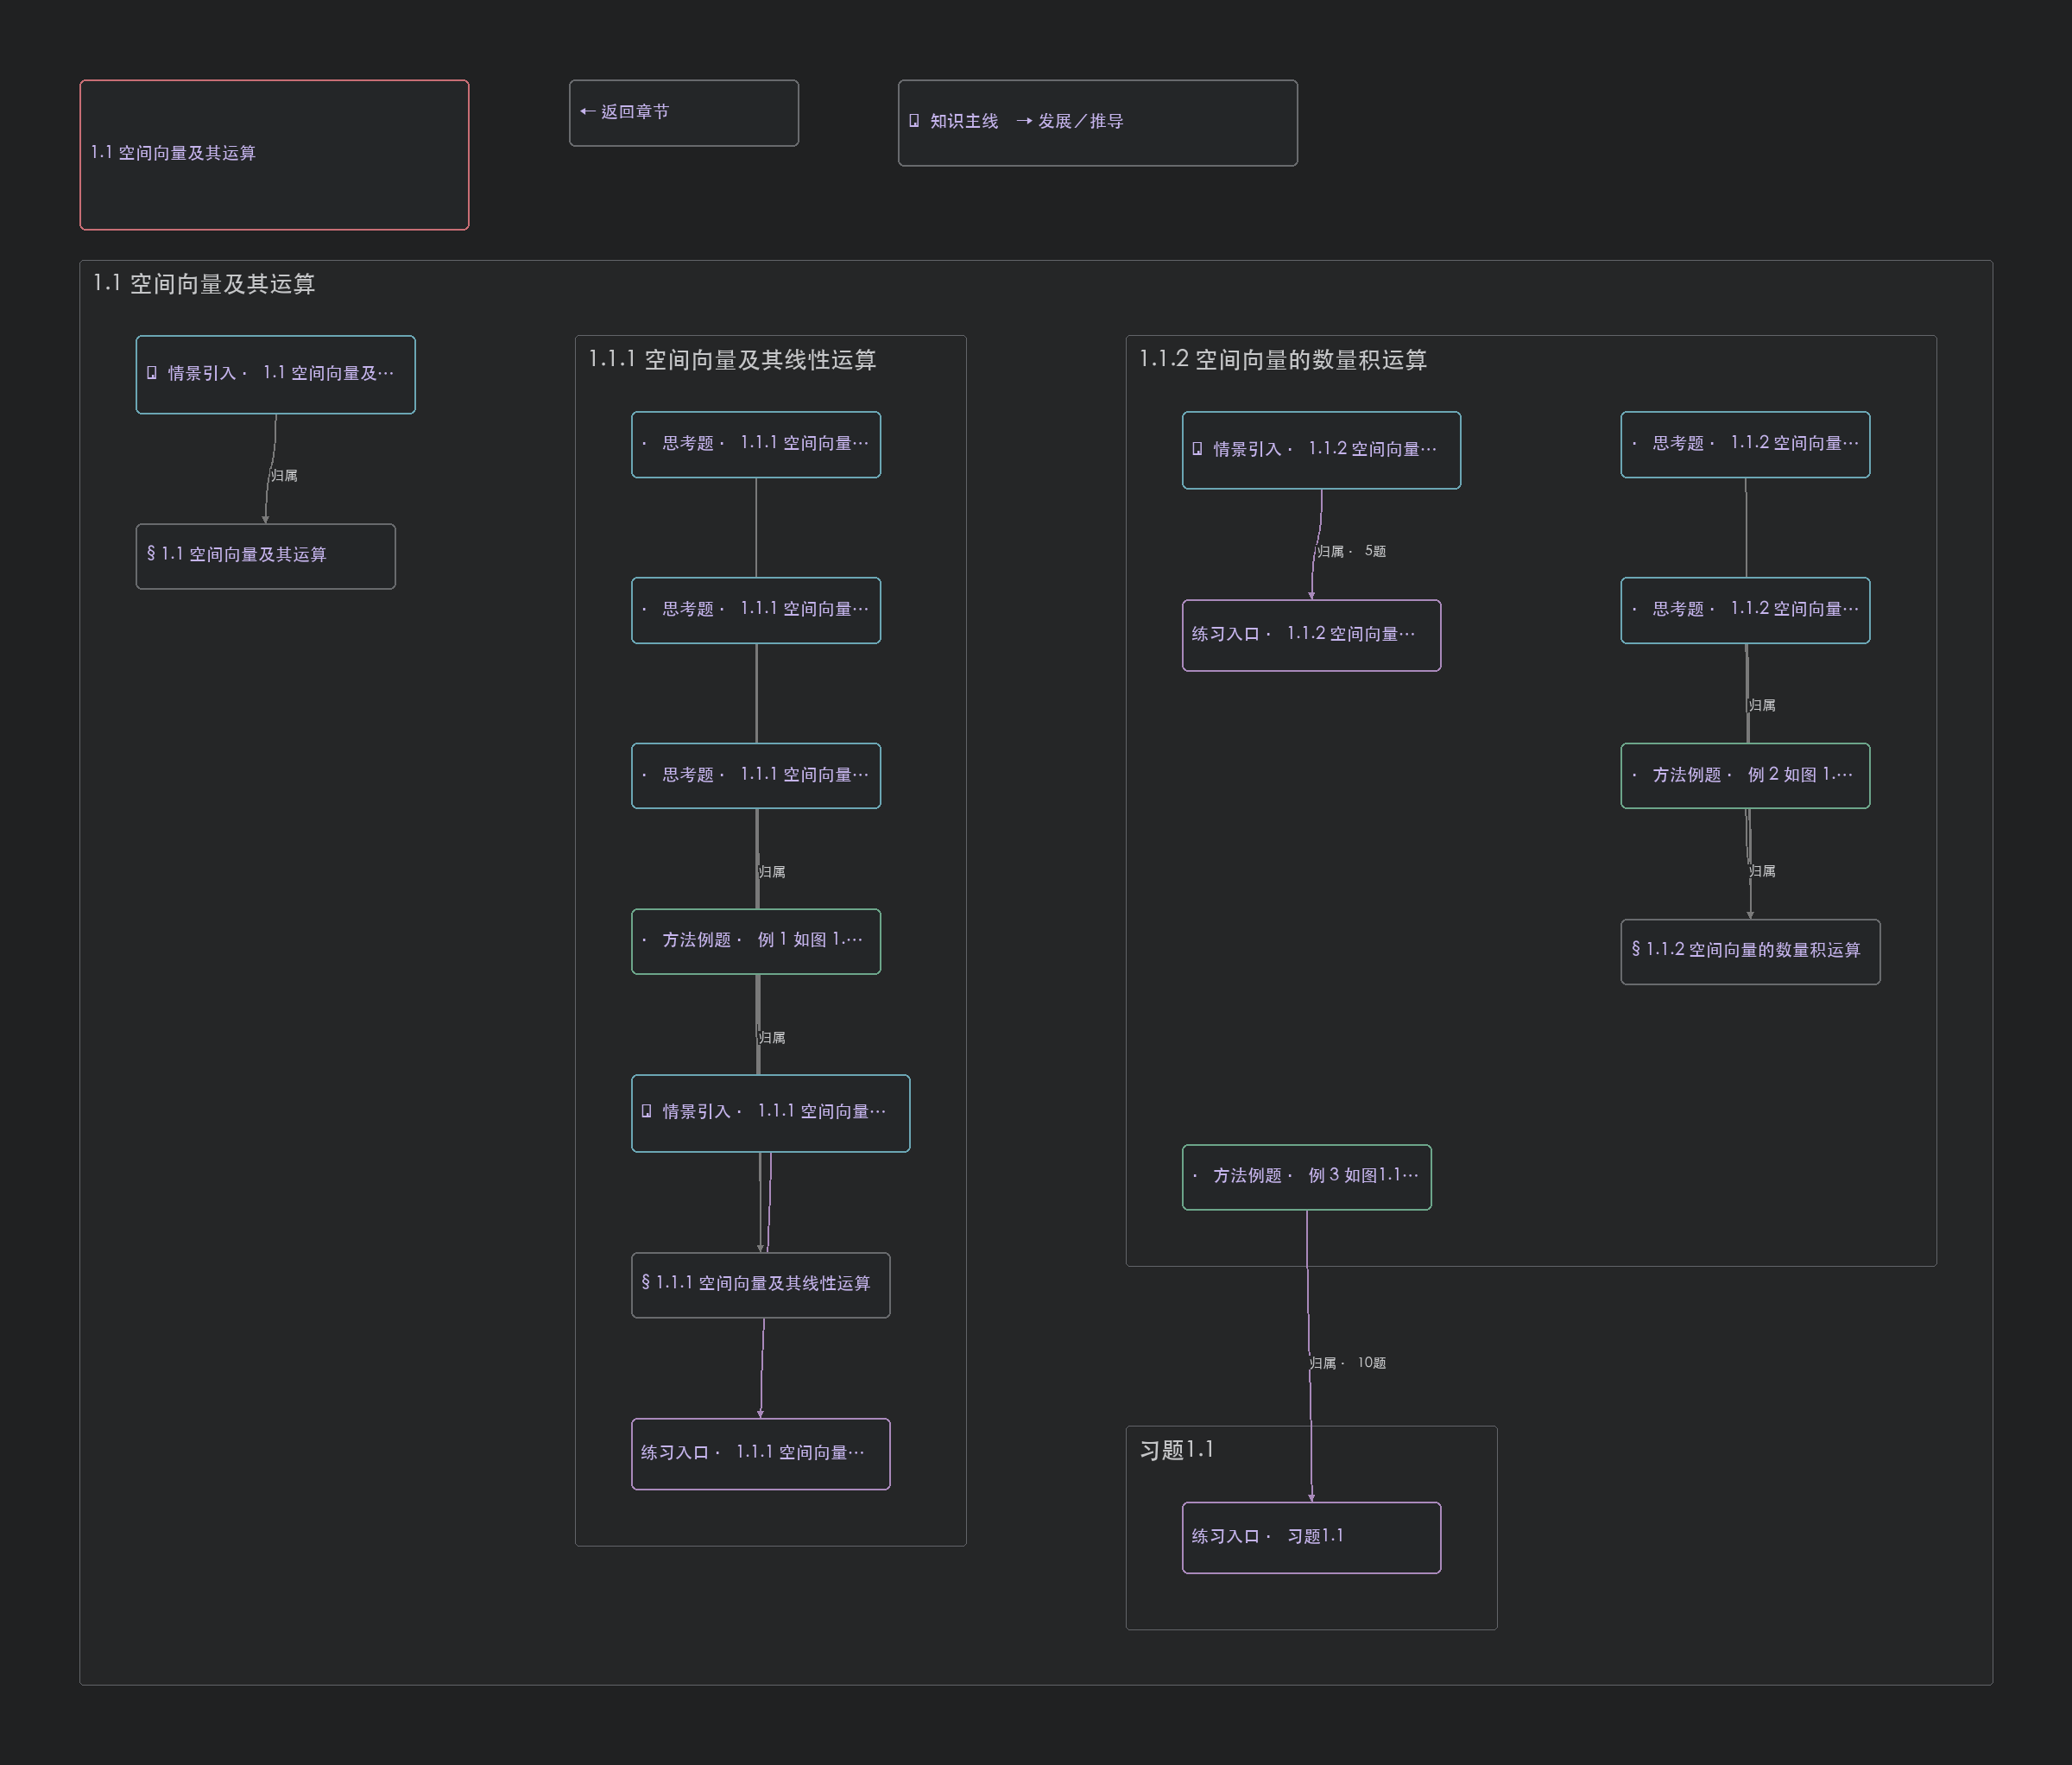 1.1 空间向量及其运算
← 返回章节
知识主线 → 发展／推导
1.1 空间向量及其运算
情景引入· 1.1 空间向量及…
归属
§ 1.1 空间向量及其运算
1.1.1 空间向量及其线性运算
· 思考题· 1.1.1 空间向量…
· 思考题· 1.1.1 空间向量…
· 思考题· 1.1.1 空间向量…
归属
· 方法例题· 例 1 如图 1.…
归属
情景引入· 1.1.1 空间向量…
§ 1.1.1 空间向量及其线性运算
练习入口· 1.1.1 空间向量…
1.1.2 空间向量的数量积运算
情景引入· 1.1.2 空间向量…
归属· 5题
练习入口· 1.1.2 空间向量…
· 思考题· 1.1.2 空间向量…
· 思考题· 1.1.2 空间向量…
归属
· 方法例题· 例 2 如图 1.…
归属
§ 1.1.2 空间向量的数量积运算
· 方法例题· 例 3 如图1.1…
归属· 10题
习题1.1
练习入口· 习题1.1